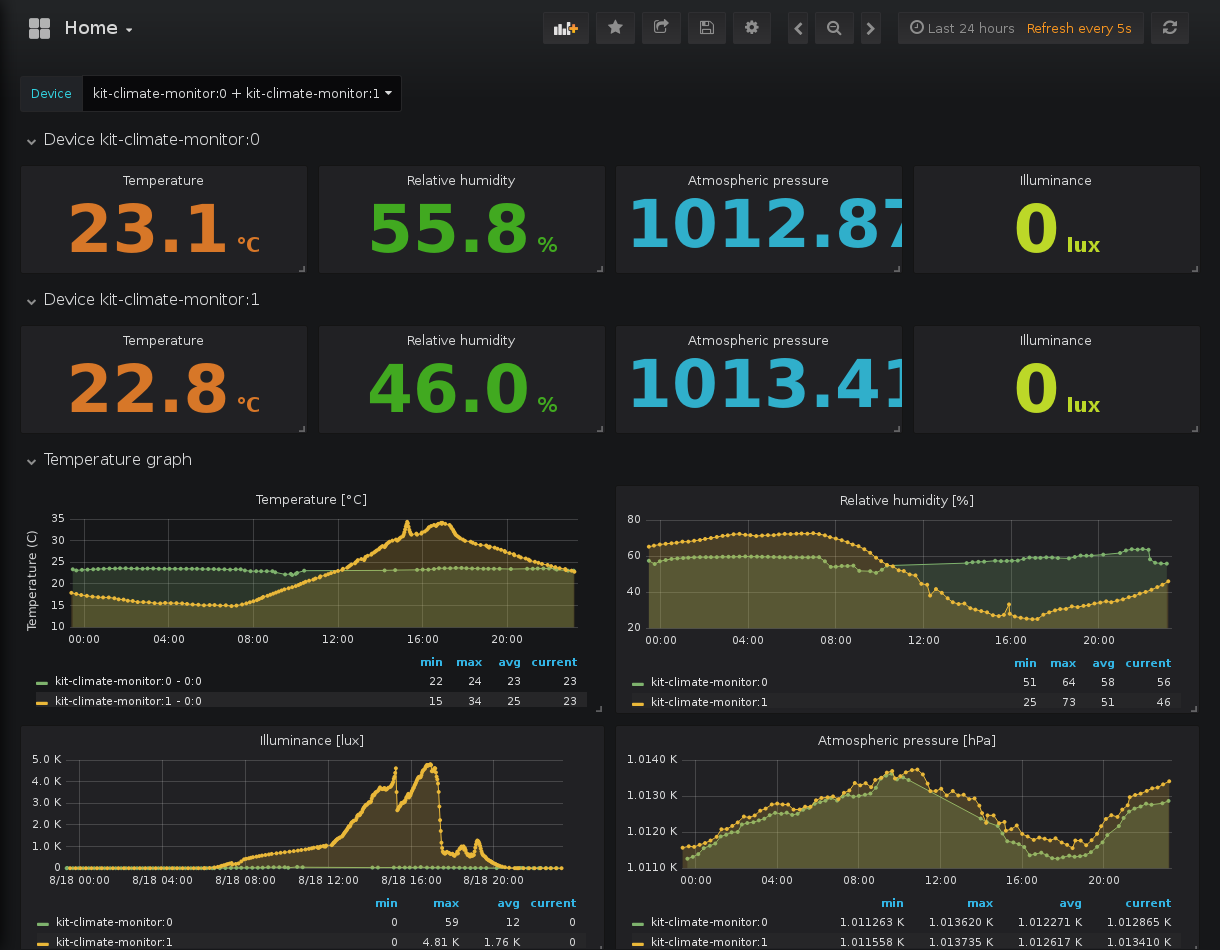 Home
Last 24 hours Refresh every 5s
Device kit-climate-monitor:0 + kit-climate-monitor:1
Device kit-climate-monitor:0
Temperature
23.1 °C
Relative humidity
55.8 %
Atmospheric pressure
1012.87
Illuminance
0 lux
Device kit-climate-monitor:1
Temperature
22.8 °C
Relative humidity
46.0 %
Atmospheric pressure
1013.41
Illuminance
0 lux
Temperature graph
Temperature [°C]
Temperature (C)
35
30
25
20
15
10
00:00 04:00 08:00 12:00 16:00 20:00
min max avg current
kit-climate-monitor:0 - 0:0 22 24 23 23
kit-climate-monitor:1 - 0:0 15 34 25 23
Relative humidity [%]
80
60
40
20
00:00 04:00 08:00 12:00 16:00 20:00
min max avg current
kit-climate-monitor:0 51 64 58 56
kit-climate-monitor:1 25 73 51 46
Illuminance [lux]
5.0 K
4.0 K
3.0 K
2.0 K
1.0 K
0
8/18 00:00 8/18 04:00 8/18 08:00 8/18 12:00 8/18 16:00 8/18 20:00
min max avg current
kit-climate-monitor:0 0 59 12 0
kit-climate-monitor:1 0 4.81 K 1.76 K 0
Atmospheric pressure [hPa]
1.0140 K
1.0130 K
1.0120 K
1.0110 K
00:00 04:00 08:00 12:00 16:00 20:00
min max avg current
kit-climate-monitor:0 1.011263 K 1.013620 K 1.012271 K 1.012865 K
kit-climate-monitor:1 1.011558 K 1.013735 K 1.012617 K 1.013410 K